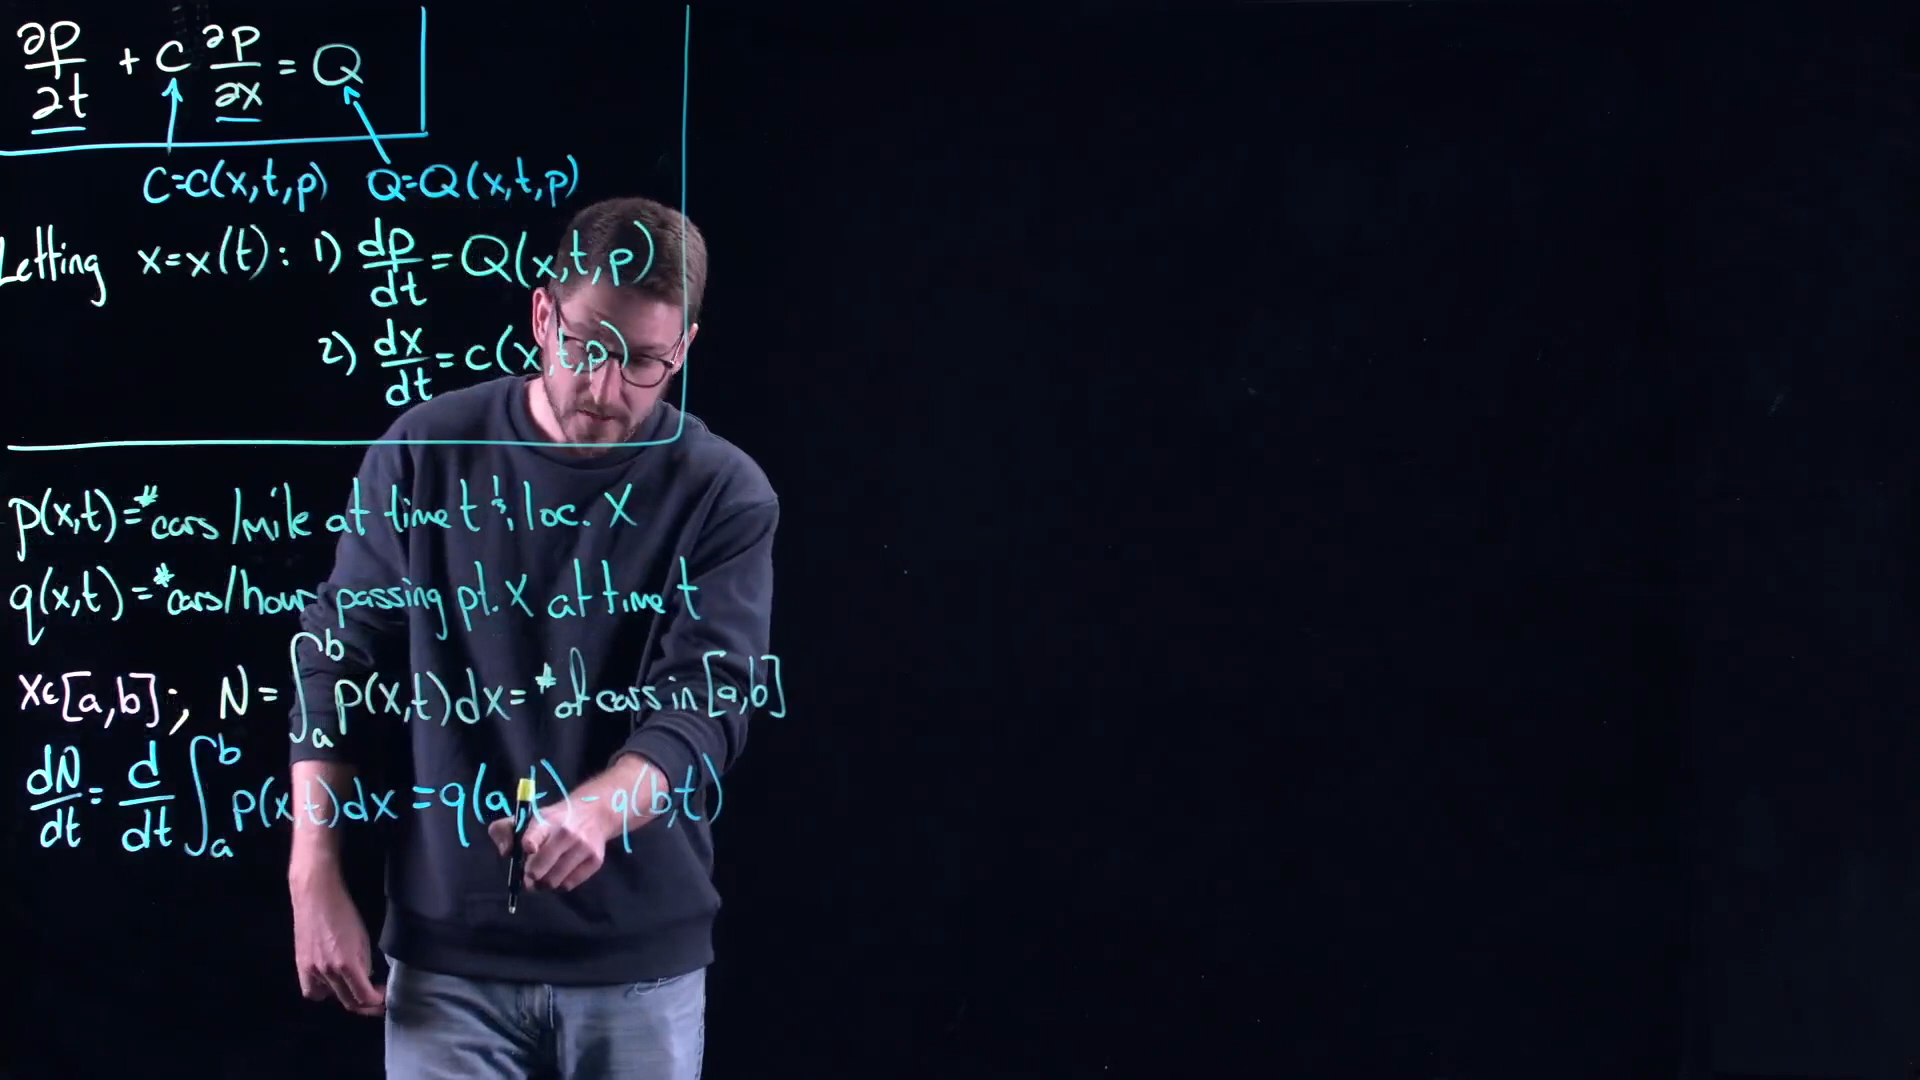 ∂p/∂t + C ∂p/∂x = Q
C=c(x,t,p) Q=Q(x,t,p)
Letting x=x(t): 1) dp/dt = Q(x,t,p)
2) dx/dt = c(x,t,p)
p(x,t)=# cars/mile at time t & loc. X
q(x,t)=# cars/hour passing pt. X at time t
x∈[a,b]; N=∫_a^b p(x,t)dx=# of cars in [a,b]
dN/dt = d/dt ∫_a^b p(x,t)dx = q(a,t) - q(b,t)